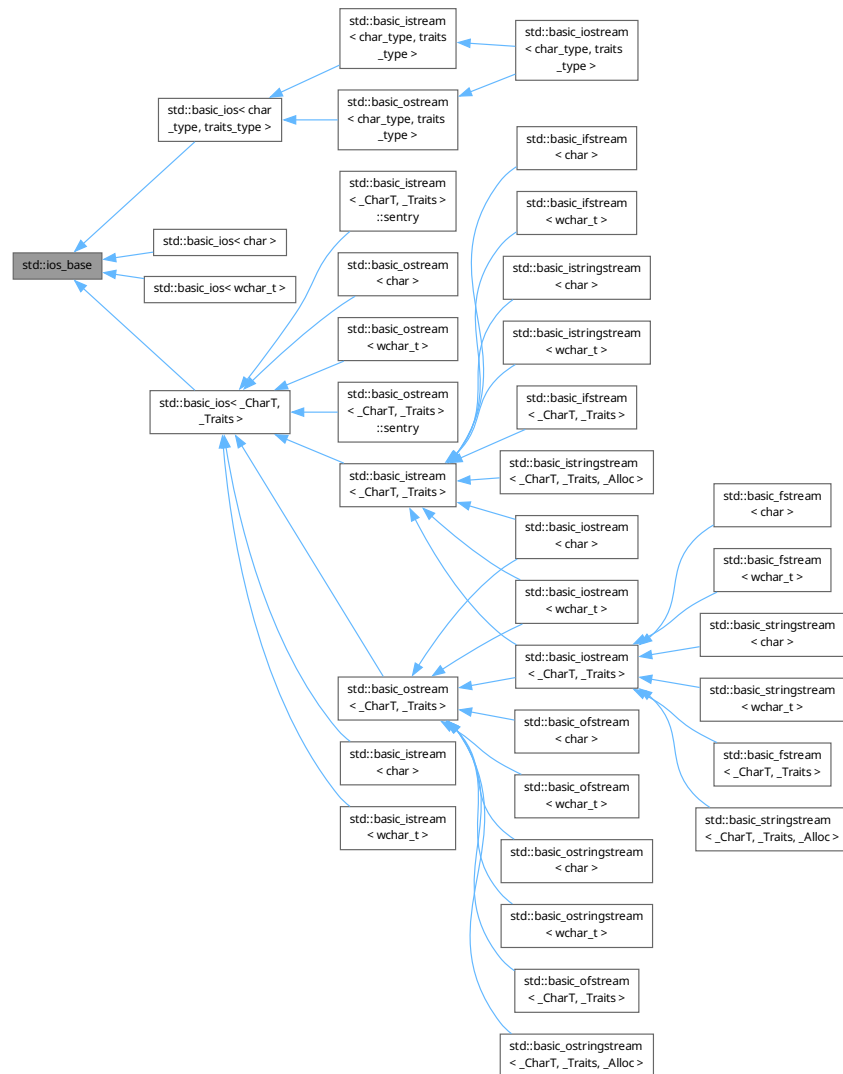 std::basic_istream
< char_type, traits
_type >
std::basic_iostream
< char_type, traits
_type >
std::basic_ios< char
_type, traits_type >
std::basic_ostream
< char_type, traits
_type >
std::basic_ifstream
< char >
std::basic_istream
< _CharT, _Traits >
::sentry
std::basic_ifstream
< wchar_t >
std::basic_ios< char >
std::ios_base
std::basic_ostream
< char >
std::basic_istringstream
< char >
std::basic_ios< wchar_t >
std::basic_ostream
< wchar_t >
std::basic_istringstream
< wchar_t >
std::basic_ios< _CharT,
_Traits >
std::basic_ostream
< _CharT, _Traits >
::sentry
std::basic_ifstream
< _CharT, _Traits >
std::basic_istream
< _CharT, _Traits >
std::basic_istringstream
< _CharT, _Traits, _Alloc >
std::basic_fstream
< char >
std::basic_iostream
< char >
std::basic_fstream
< wchar_t >
std::basic_iostream
< wchar_t >
std::basic_stringstream
< char >
std::basic_iostream
< _CharT, _Traits >
std::basic_ostream
< _CharT, _Traits >
std::basic_stringstream
< wchar_t >
std::basic_ofstream
< char >
std::basic_istream
< char >
std::basic_fstream
< _CharT, _Traits >
std::basic_ofstream
< wchar_t >
std::basic_istream
< wchar_t >
std::basic_stringstream
< _CharT, _Traits, _Alloc >
std::basic_ostringstream
< char >
std::basic_ostringstream
< wchar_t >
std::basic_ofstream
< _CharT, _Traits >
std::basic_ostringstream
< _CharT, _Traits, _Alloc >